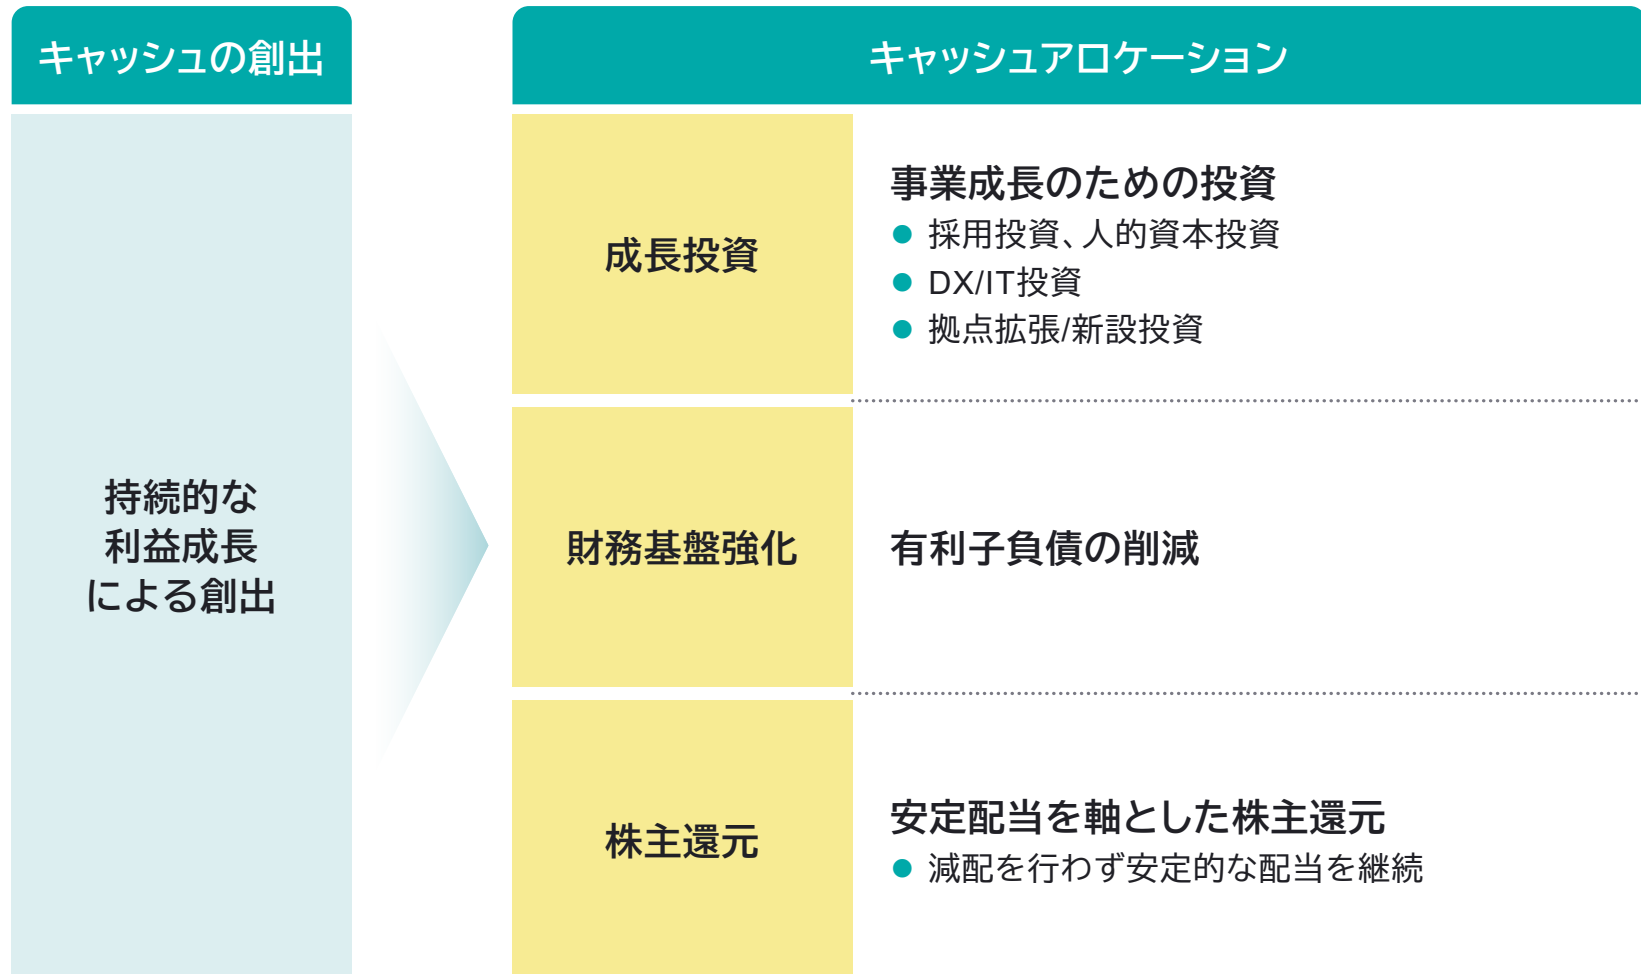 キャッシュの創出
キャッシュアロケーション
持続的な
利益成長
による創出
成長投資
事業成長のための投資
● 採用投資、人的資本投資
● DX/IT投資
● 拠点拡張/新設投資
財務基盤強化
有利子負債の削減
株主還元
安定配当を軸とした株主還元
● 減配を行わず安定的な配当を継続